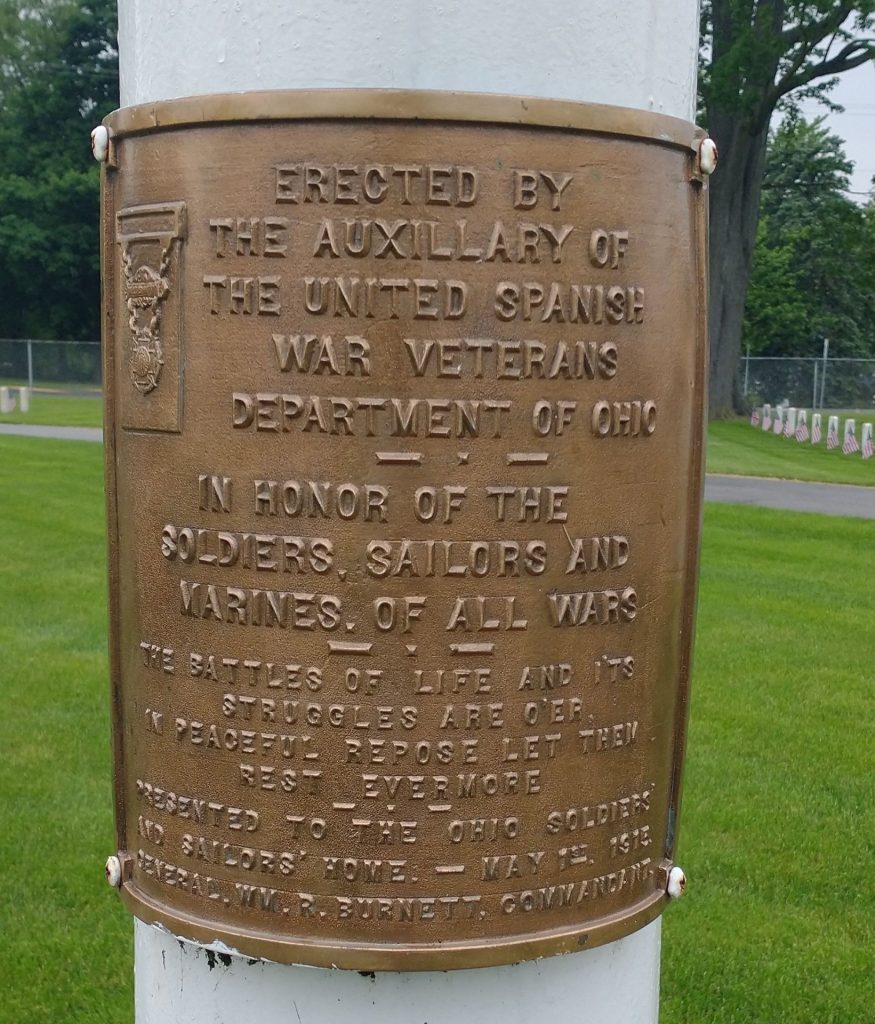 ERECTED BY
THE AUXILLARY OF
THE UNITED SPANISH
WAR VETERANS
DEPARTMENT OF OHIO
IN HONOR OF THE
SOLDIERS, SAILORS AND
MARINES. OF ALL WARS
THE BATTLES OF LIFE AND ITS
STRUGGLES ARE O'ER,
IN PEACEFUL REPOSE LET THEM
REST EVERMORE
PRESENTED TO THE OHIO SOLDIERS'
AND SAILORS' HOME. — MAY 1ST, 1915.
GENERAL. WM. R. BURNETT, COMMANDANT.